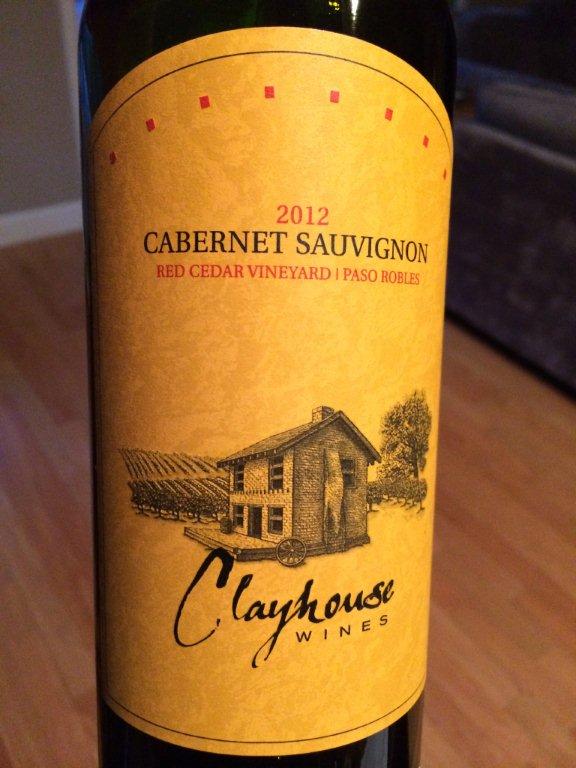 2012
CABERNET SAUVIGNON
RED CEDAR VINEYARD | PASO ROBLES
Clayhouse
WINES